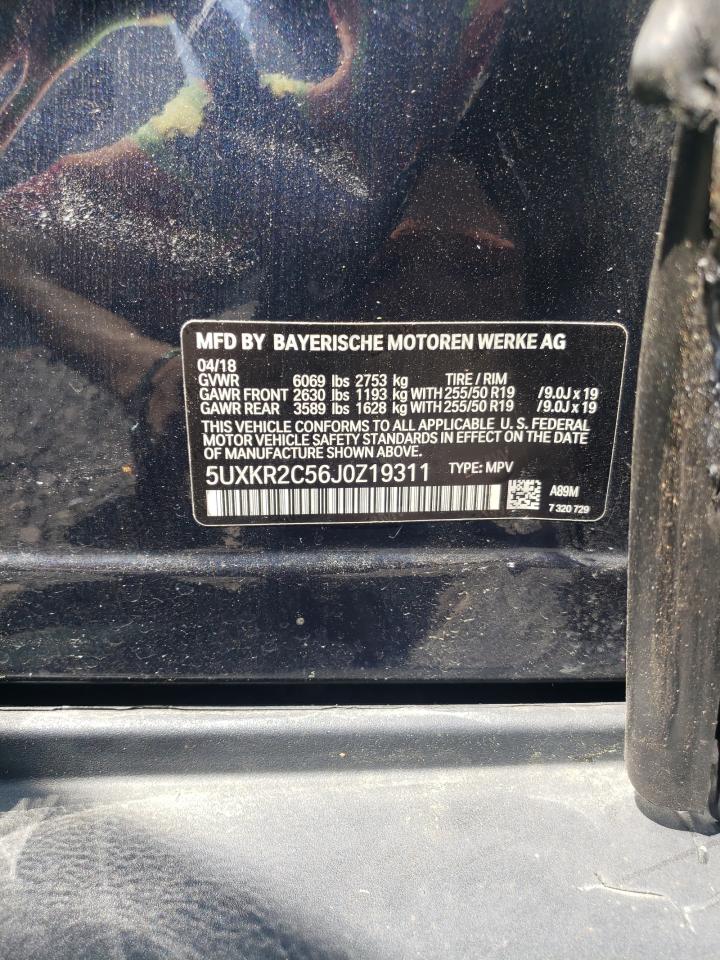 MFD BY BAYERISCHE MOTOREN WERKE AG
04/18
GVWR 6069 lbs 2753 kg TIRE / RIM
GAWR FRONT 2630 lbs 1193 kg WITH 255/50 R19 /9.0J x 19
GAWR REAR 3589 lbs 1628 kg WITH 255/50 R19 /9.0J x 19
THIS VEHICLE CONFORMS TO ALL APPLICABLE U. S. FEDERAL
MOTOR VEHICLE SAFETY STANDARDS IN EFFECT ON THE DATE
OF MANUFACTURE SHOWN ABOVE.
5UXKR2C56J0Z19311 TYPE: MPV
A89M
7 320 729